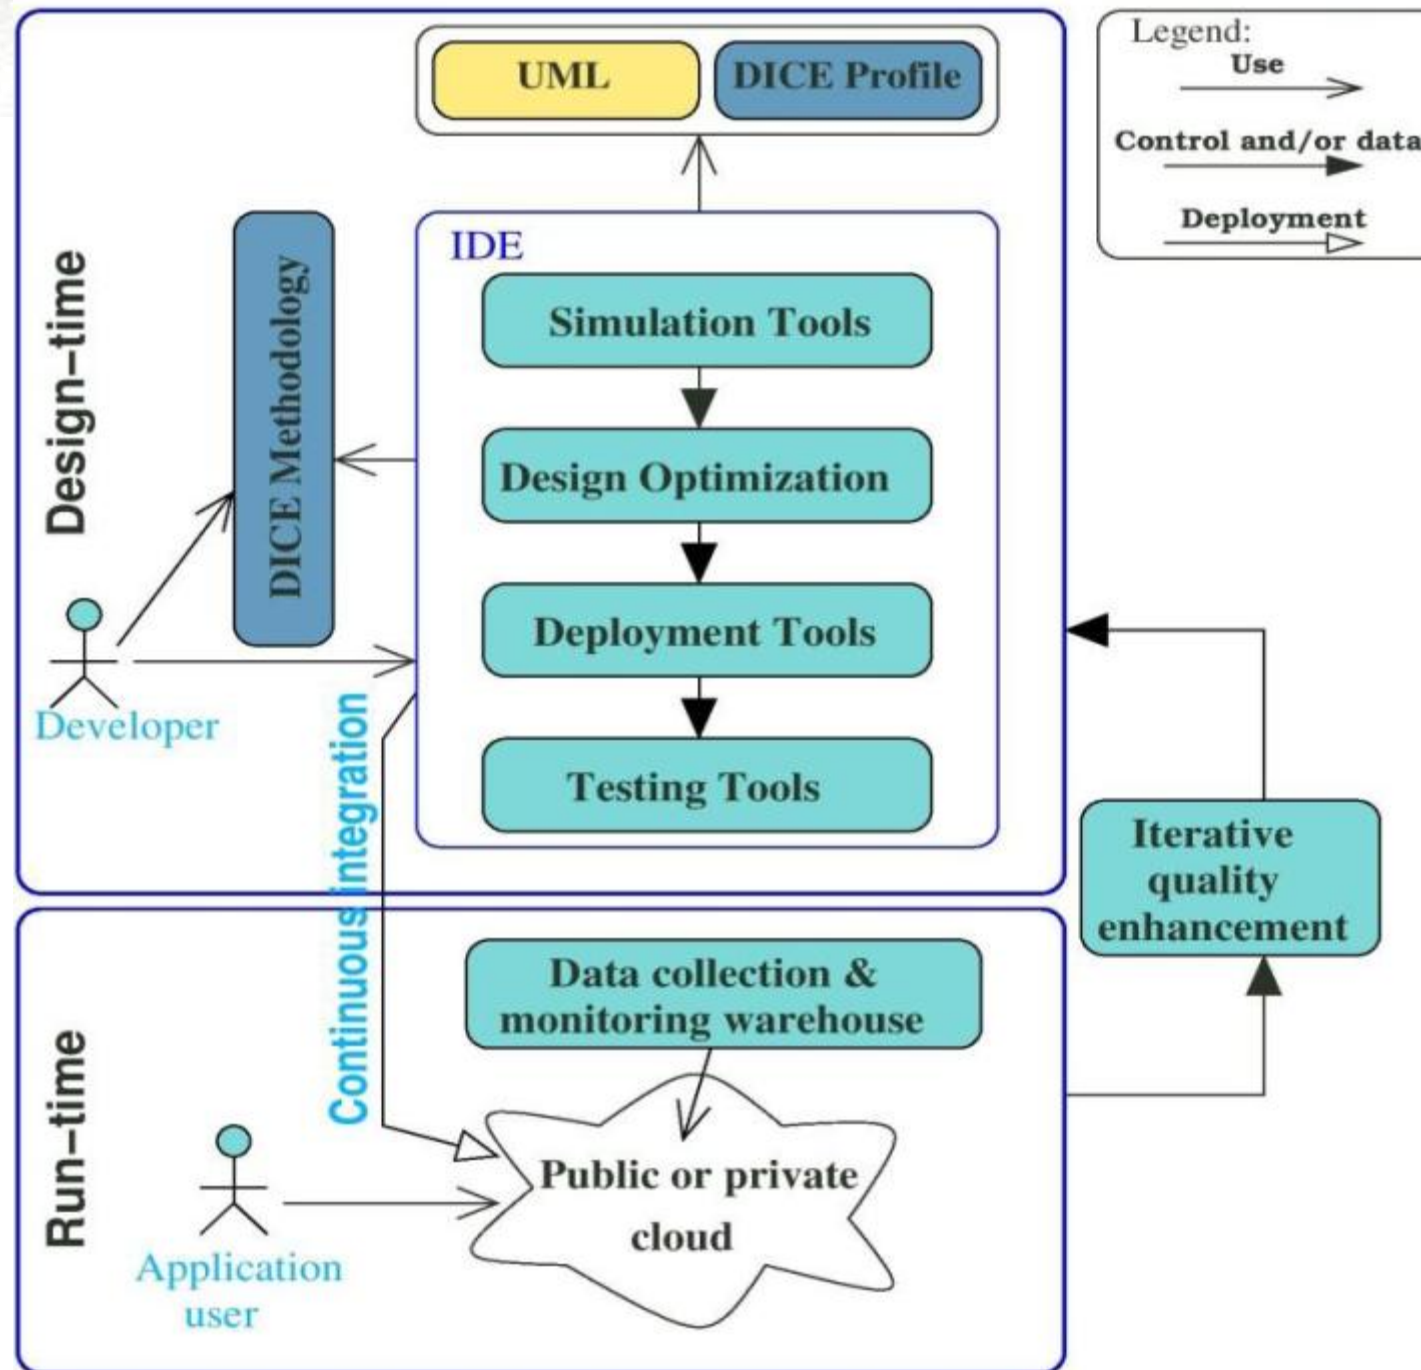 UML
DICE Profile
Legend:
Use
Control and/or data
Deployment
Design-time
DICE Methodology
IDE
Simulation Tools
Design Optimization
Deployment Tools
Testing Tools
Developer
Continuous integration
Iterative
quality
enhancement
Run-time
Data collection &
monitoring warehouse
Public or private
cloud
Application
user